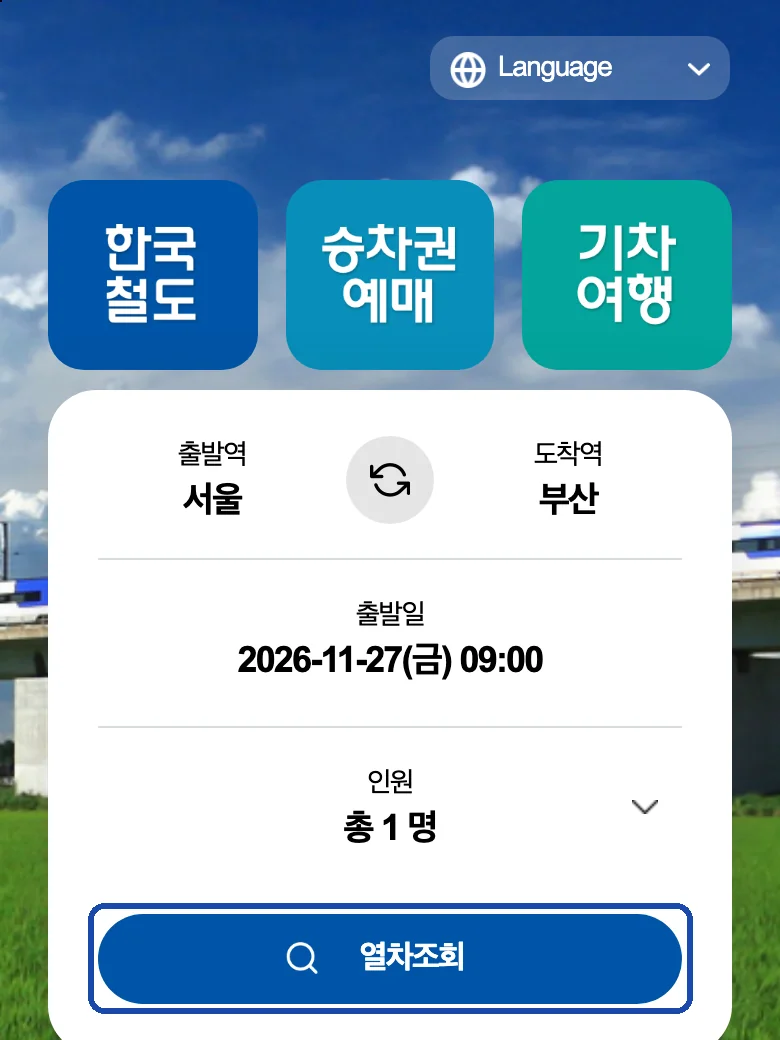 Language
한국
철도
승차권
예매
기차
여행
출발역
서울
도착역
부산
출발일
2026-11-27(금) 09:00
인원
총 1 명
열차조회